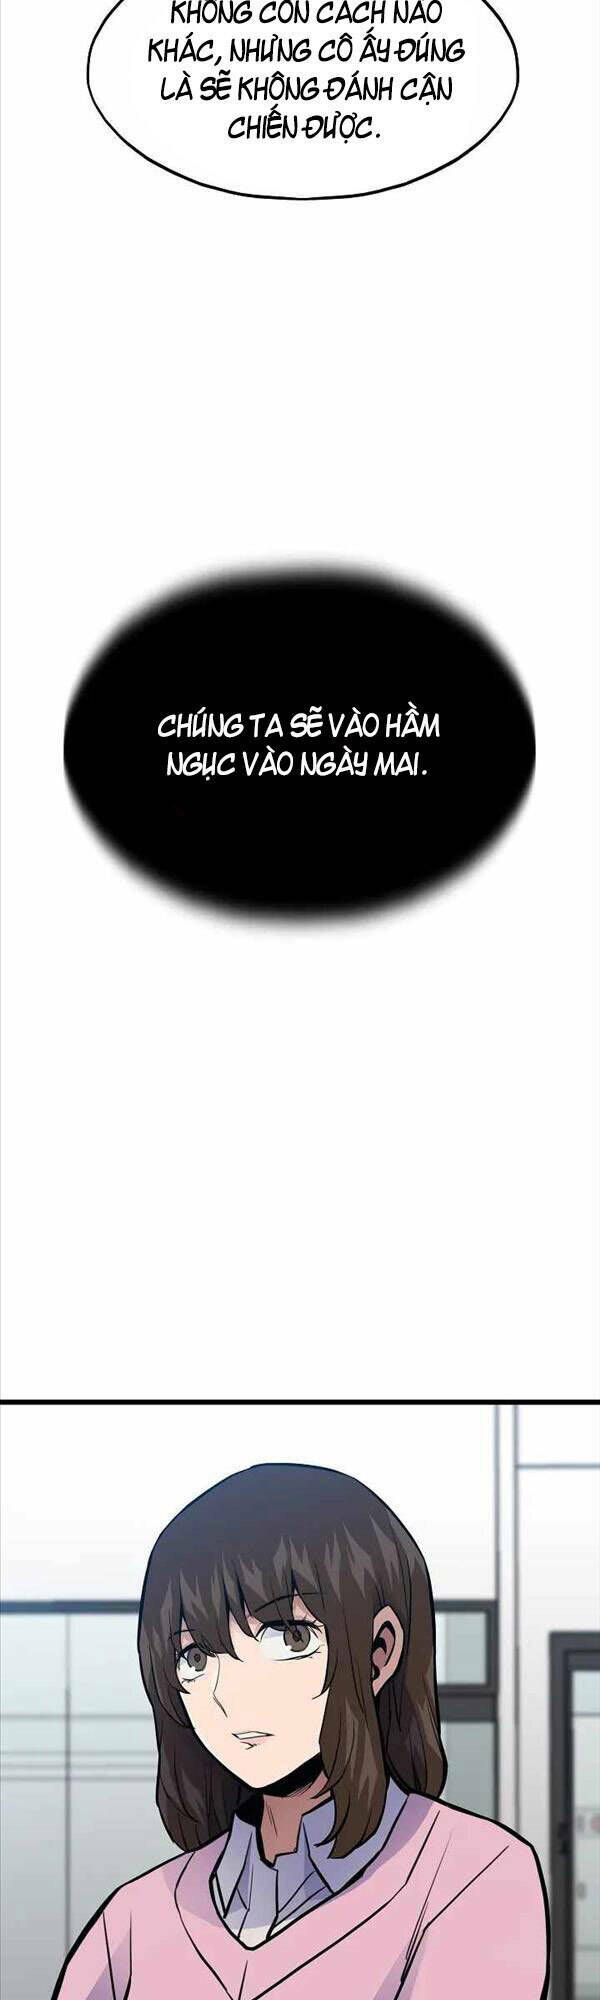 KHÔNG CÒN CÁCH NÀO
KHÁC, NHƯNG CÔ ẤY ĐÚNG
LÀ SẼ KHÔNG ĐÁNH CẬN
CHIẾN ĐƯỢC.
CHÚNG TA SẼ VÀO HẦM
NGỤC VÀO NGÀY MAI.